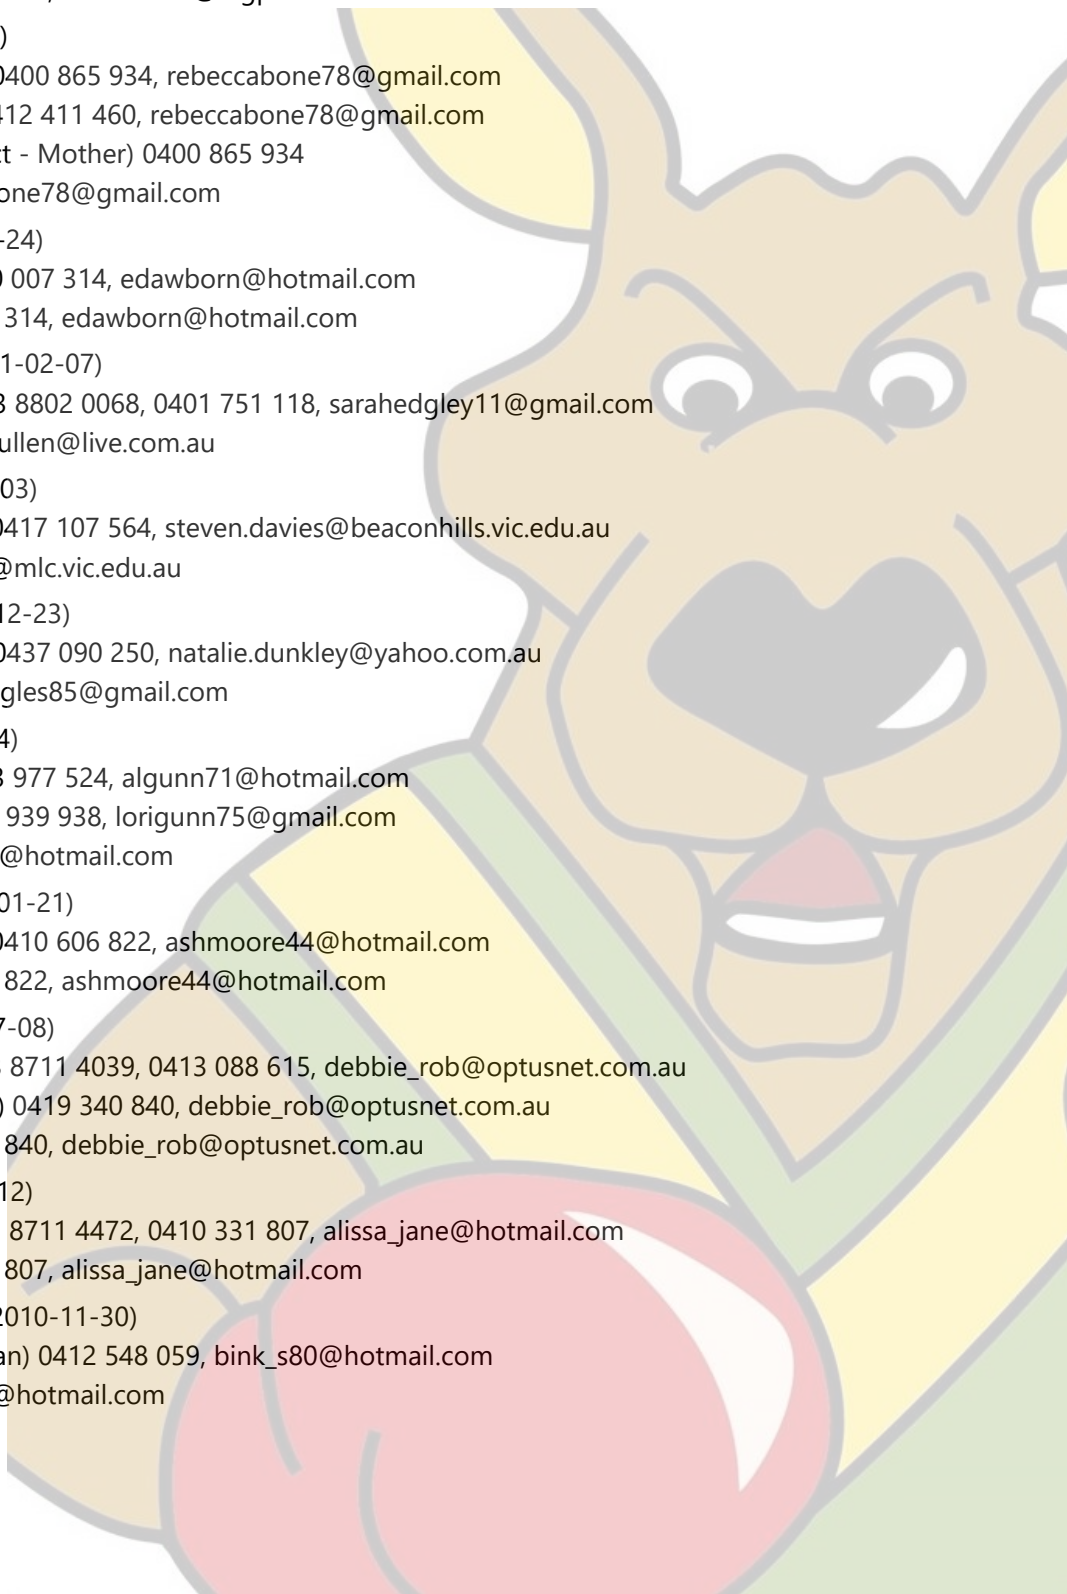 )
0400 865 934, rebeccabone78@gmail.com
412 411 460, rebeccabone78@gmail.com
t - Mother) 0400 865 934
one78@gmail.com
-24)
0 007 314, edawborn@hotmail.com
314, edawborn@hotmail.com
1-02-07)
3 8802 0068, 0401 751 118, sarahedgley11@gmail.com
ullen@live.com.au
03)
0417 107 564, steven.davies@beaconhills.vic.edu.au
@mlc.vic.edu.au
12-23)
0437 090 250, natalie.dunkley@yahoo.com.au
gles85@gmail.com
4)
3 977 524, algunn71@hotmail.com
939 938, lorigunn75@gmail.com
@hotmail.com
01-21)
0410 606 822, ashmoore44@hotmail.com
822, ashmoore44@hotmail.com
7-08)
8711 4039, 0413 088 615, debbie_rob@optusnet.com.au
) 0419 340 840, debbie_rob@optusnet.com.au
840, debbie_rob@optusnet.com.au
12)
8711 4472, 0410 331 807, alissa_jane@hotmail.com
807, alissa_jane@hotmail.com
2010-11-30)
an) 0412 548 059, bink_s80@hotmail.com
@hotmail.com